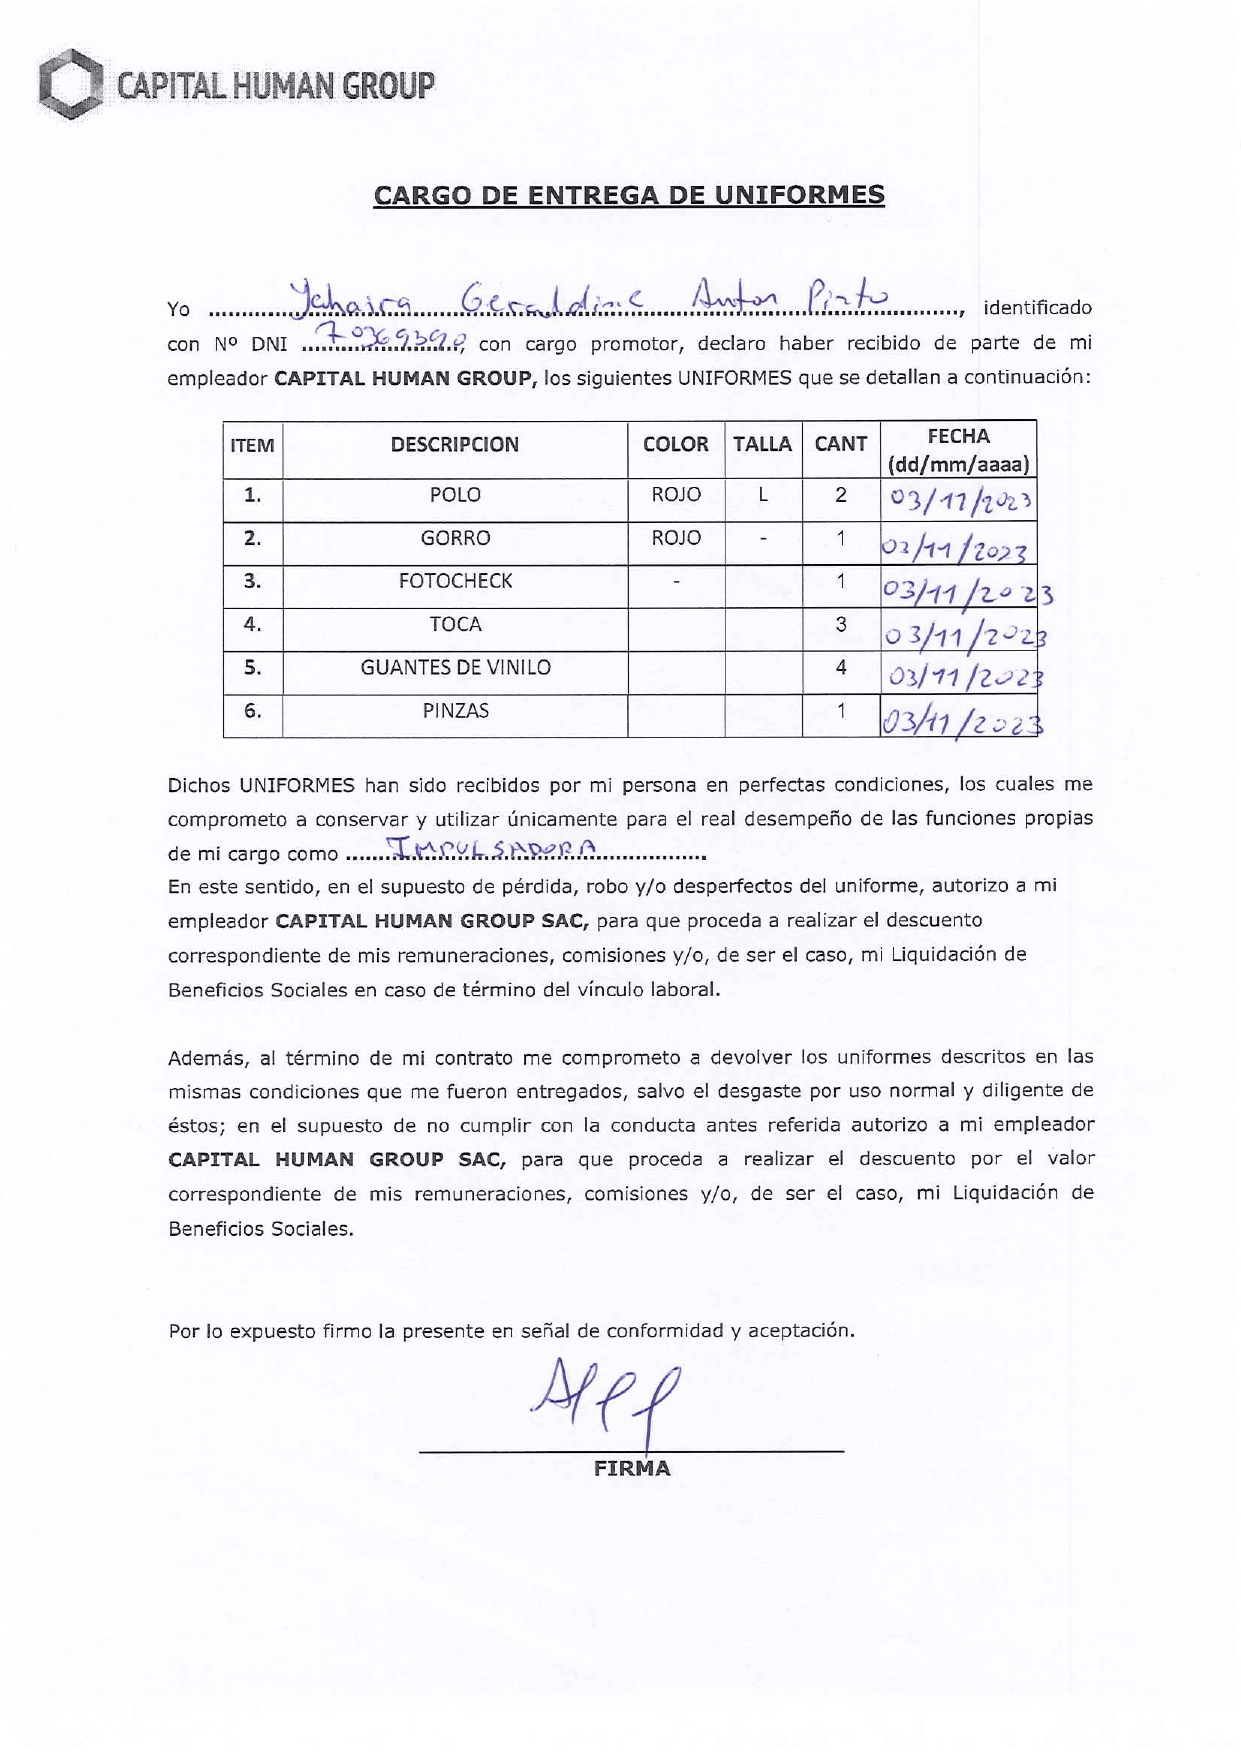 CAPITAL HUMAN GROUP
CARGO DE ENTREGA DE UNIFORMES
Yo ............Yahaira Geraldine Anton Pinto............, identificado
con Nº DNI ...70369390..., con cargo promotor, declaro haber recibido de parte de mi
empleador CAPITAL HUMAN GROUP, los siguientes UNIFORMES que se detallan a continuación:
ITEM DESCRIPCION COLOR TALLA CANT FECHA (dd/mm/aaaa)
1. POLO ROJO L 2 03/11/2023
2. GORRO ROJO - 1 03/11/2023
3. FOTOCHECK - 1 03/11/2023
4. TOCA 3 03/11/2023
5. GUANTES DE VINILO 4 03/11/2023
6. PINZAS 1 03/11/2023
Dichos UNIFORMES han sido recibidos por mi persona en perfectas condiciones, los cuales me
comprometo a conservar y utilizar únicamente para el real desempeño de las funciones propias
de mi cargo como .......IMPULSADORA...............
En este sentido, en el supuesto de pérdida, robo y/o desperfectos del uniforme, autorizo a mi
empleador CAPITAL HUMAN GROUP SAC, para que proceda a realizar el descuento
correspondiente de mis remuneraciones, comisiones y/o, de ser el caso, mi Liquidación de
Beneficios Sociales en caso de término del vínculo laboral.
Además, al término de mi contrato me comprometo a devolver los uniformes descritos en las
mismas condiciones que me fueron entregados, salvo el desgaste por uso normal y diligente de
éstos; en el supuesto de no cumplir con la conducta antes referida autorizo a mi empleador
CAPITAL HUMAN GROUP SAC, para que proceda a realizar el descuento por el valor
correspondiente de mis remuneraciones, comisiones y/o, de ser el caso, mi Liquidación de
Beneficios Sociales.
Por lo expuesto firmo la presente en señal de conformidad y aceptación.
FIRMA